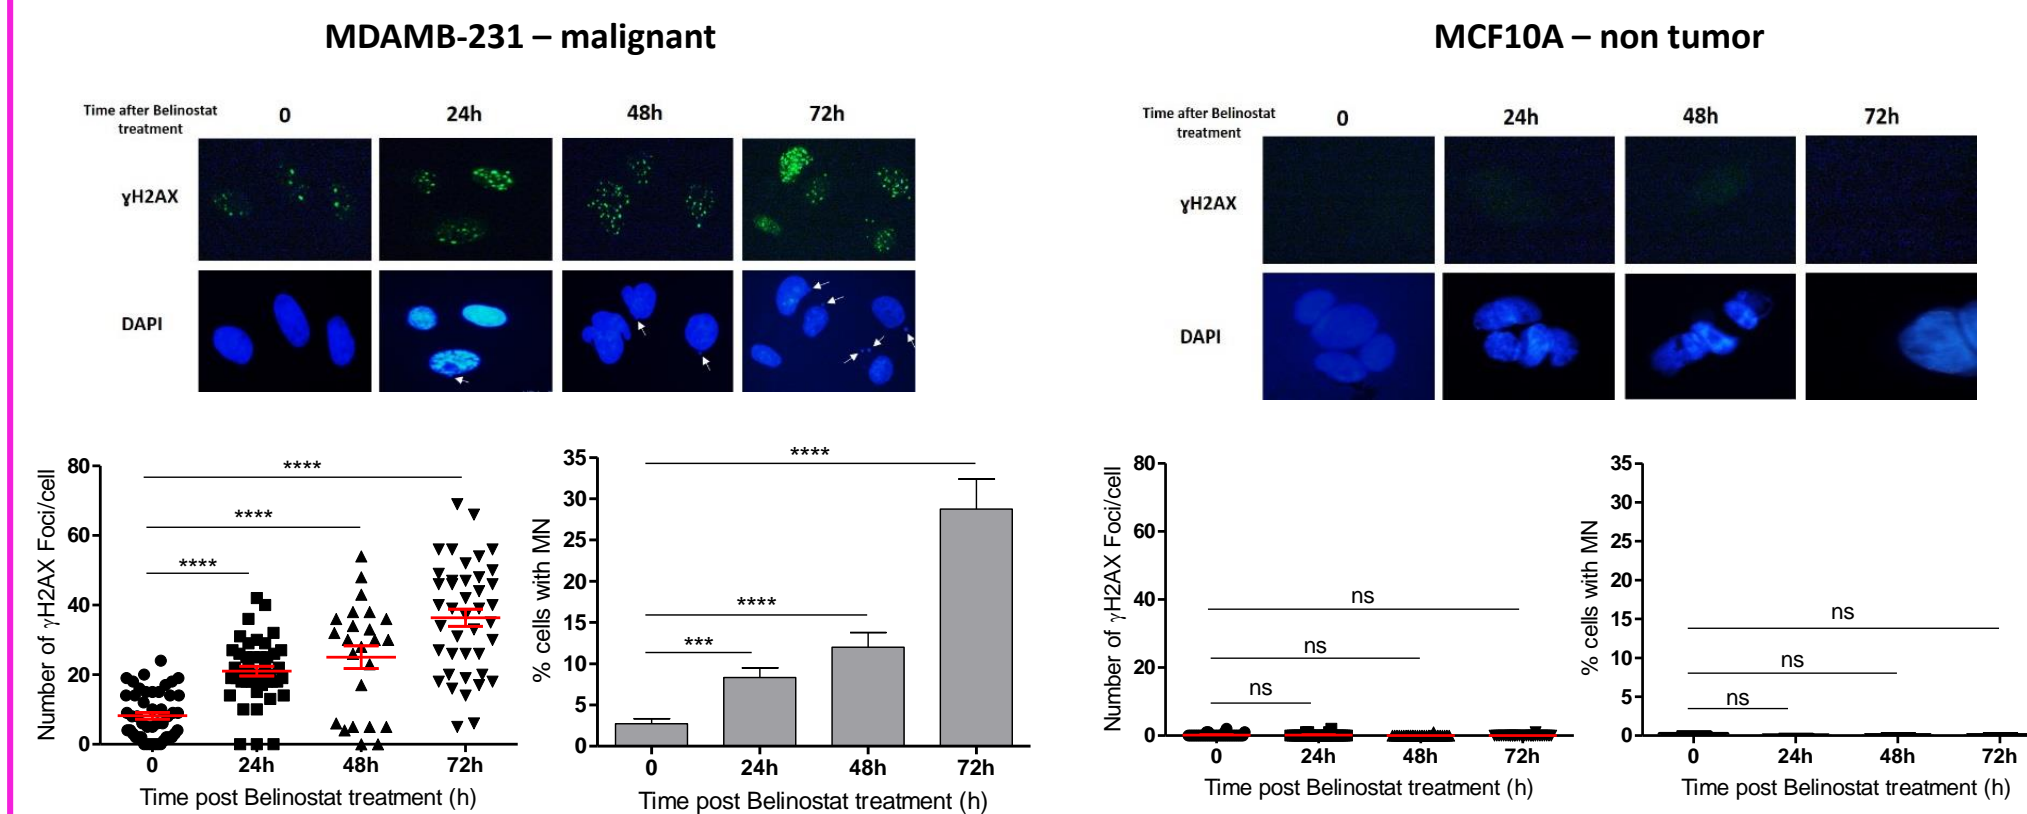 MDAMB-231 – malignant
Time after Belinostat
treatment
0
24h
48h
72h
ɣH2AX
DAPI
Number of γH2AX Foci/cell
80
60
40
20
0
****
****
****
0
24h
48h
72h
Time post Belinostat treatment (h)
% cells with MN
35
30
25
20
15
10
5
0
****
****
***
0
24h
48h
72h
Time post Belinostat treatment (h)
MCF10A – non tumor
Time after Belinostat
treatment
0
24h
48h
72h
ɣH2AX
DAPI
Number of γH2AX Foci/cell
80
60
40
20
0
ns
ns
ns
0
24h
48h
72h
Time post Belinostat treatment (h)
% cells with MN
35
30
25
20
15
10
5
0
ns
ns
ns
0
24h
48h
72h
Time post Belinostat treatment (h)